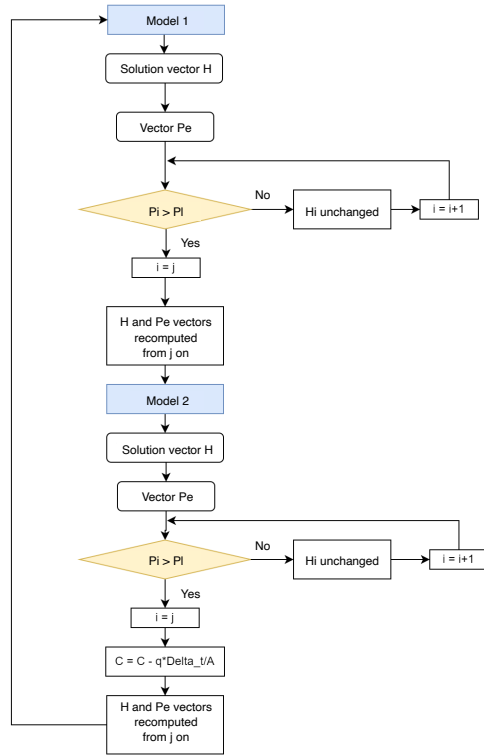 Model 1
Solution vector H
Vector Pe
Pi > Pl
No
Hi unchanged
i = i+1
Yes
i = j
H and Pe vectors
recomputed
from j on
Model 2
Solution vector H
Vector Pe
Pi > Pl
No
Hi unchanged
i = i+1
Yes
i = j
C = C - q*Delta_t/A
H and Pe vectors
recomputed
from j on